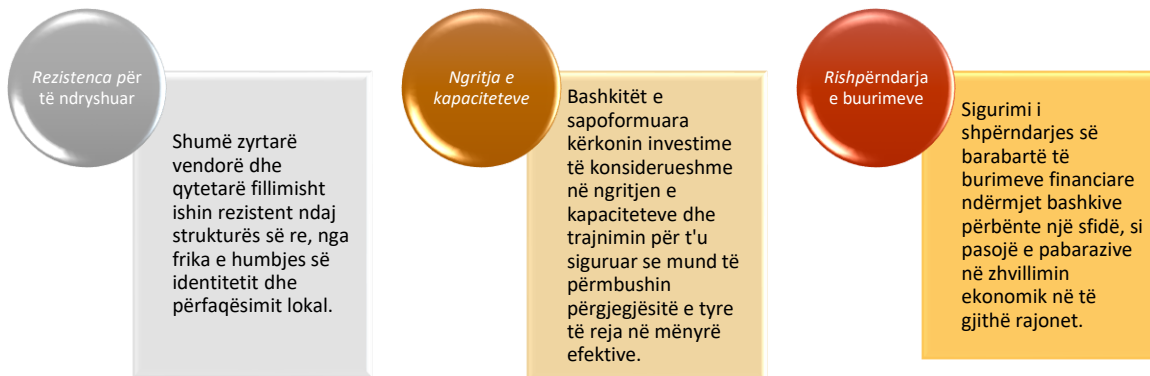 Rezistenca për
të ndryshuar
Shumë zyrtarë
vendorë dhe
qytetarë fillimisht
ishin rezistent ndaj
strukturës së re, nga
frika e humbjes së
identitetit dhe
përfaqësimit lokal.
Ngritja e
kapaciteteve
Bashkitët e
sapoformuara
kërkonin investime
të konsiderueshme
në ngritjen e
kapaciteteve dhe
trajnimin për t'u
siguruar se mund të
përmbushin
përgjegjësitë e tyre
të reja në mënyrë
efektive.
Rishpërndarja
e buurimeve
Sigurimi i
shpërndarjes së
barabartë të
burimeve financiare
ndërmjet bashkive
përbënte një sfidë, si
pasojë e pabarazive
në zhvillimin
ekonomik në të
gjithë rajonet.